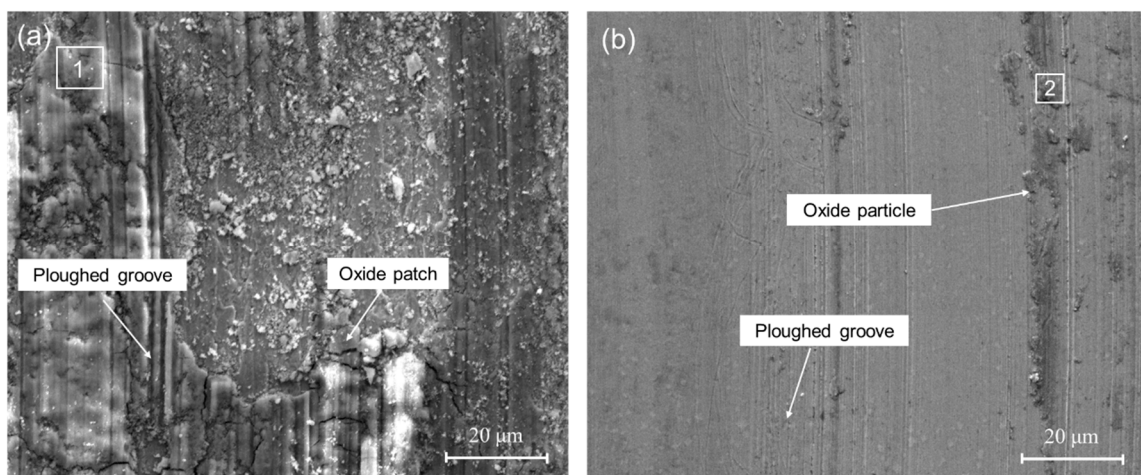 (a)
1
Ploughed groove
Oxide patch
20 μm
(b)
2
Oxide particle
Ploughed groove
20 μm